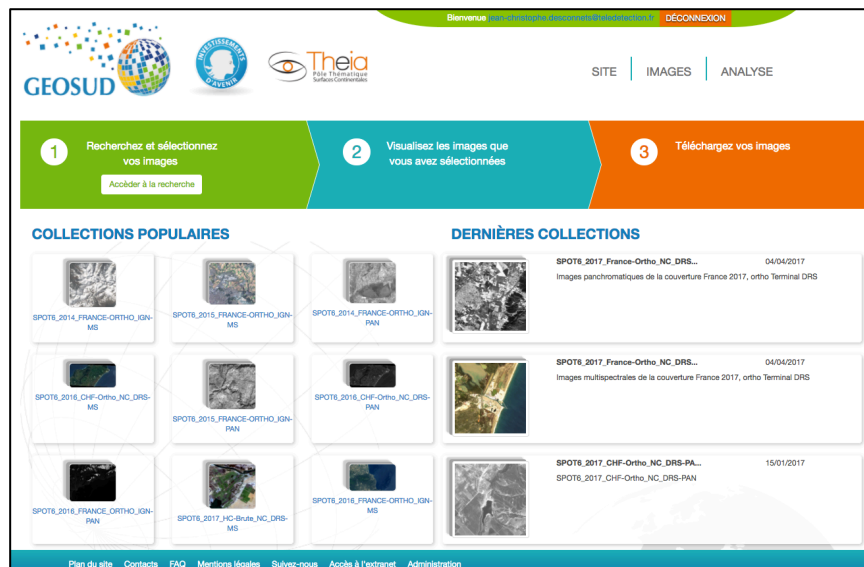 Bienvenue jean-christophe.desconnets@teledetection.fr DÉCONNEXION
GEOSUD
INVESTISSEMENTS
D'AVENIR
Theia
Pôle Thématique
Surfaces Continentales
SITE IMAGES ANALYSE
1
Recherchez et sélectionnez
vos images
Accéder à la recherche
2
Visualisez les images que
vous avez sélectionnées
3
Téléchargez vos images
COLLECTIONS POPULAIRES
SPOT6_2014_FRANCE-ORTHO_IGN-
MS
SPOT6_2015_FRANCE-ORTHO_IGN-
MS
SPOT6_2014_FRANCE-ORTHO_IGN-
PAN
SPOT6_2016_CHF-Ortho_NC_DRS-
MS
SPOT6_2015_FRANCE-ORTHO_IGN-
PAN
SPOT6_2016_CHF-Ortho_NC_DRS-
PAN
SPOT6_2016_FRANCE_ORTHO_IGN-
PAN
SPOT6_2017_HC-Brute_NC_DRS-
MS
SPOT6_2016_FRANCE-ORTHO_IGN-
MS
DERNIÈRES COLLECTIONS
SPOT6_2017_France-Ortho_NC_DRS... 04/04/2017
Images panchromatiques de la couverture France 2017, ortho Terminal DRS
SPOT6_2017_France-Ortho_NC_DRS... 04/04/2017
Images multispectrales de la couverture France 2017, ortho Terminal DRS
SPOT6_2017_CHF-Ortho_NC_DRS-PA... 15/01/2017
SPOT6_2017_CHF-Ortho_NC_DRS-PAN
Plan du site Contacts FAQ Mentions légales Suivez-nous Accès à l'extranet Administration